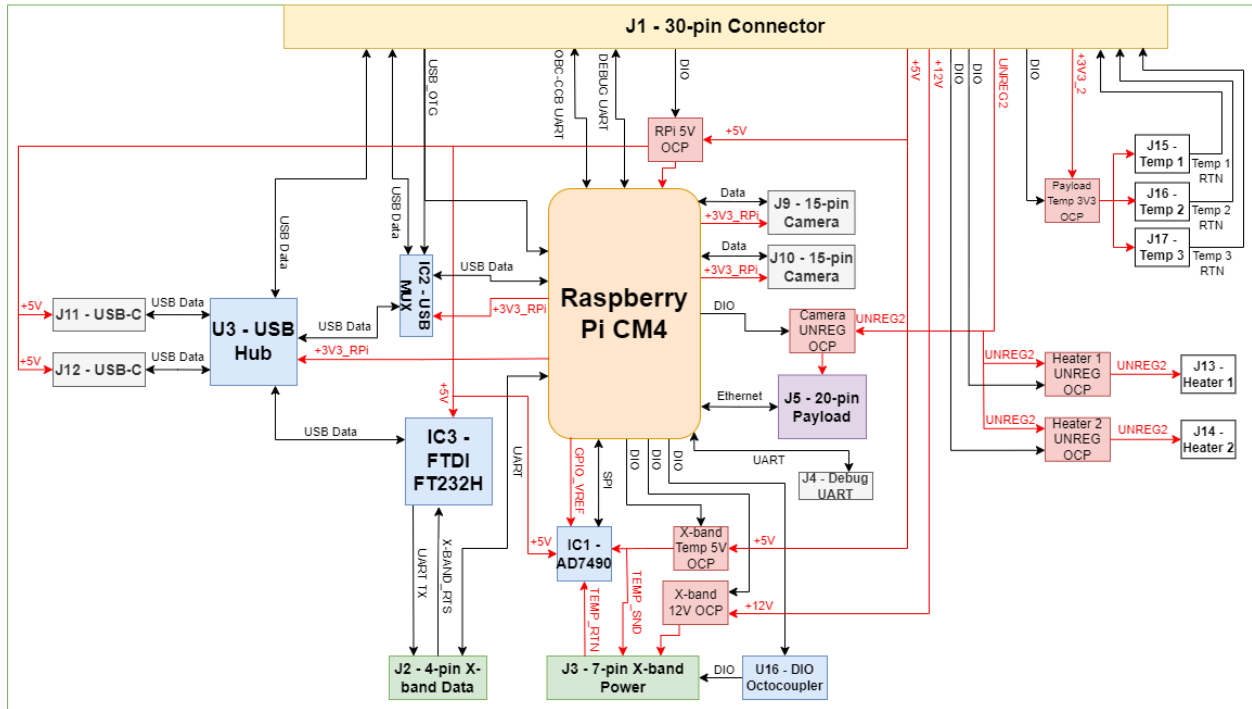 J1 - 30-pin Connector
USB_OTG
OBC-CCB UART
DEBUG UART
DIO
+5V
+12V
DIO
DIO
UNREG2
DIO
+3V3_2
RPi 5V
OCP
+5V
J15 -
Temp 1
Temp 1
RTN
Payload
Temp 3V3
OCP
J16 -
Temp 2
Temp 2
RTN
J17 -
Temp 3
Temp 3
RTN
Data
J9 - 15-pin
Camera
+3V3_RPi
Data
J10 - 15-pin
Camera
+3V3_RPi
USB Data
USB Data
IC2 - USB
MUX
USB Data
+3V3_RPi
Raspberry
Pi CM4
DIO
Camera
UNREG
OCP
UNREG2
+5V
J11 - USB-C
USB Data
U3 - USB
Hub
USB Data
+3V3_RPi
+5V
J12 - USB-C
USB Data
UNREG2
Heater 1
UNREG
OCP
UNREG2
J13 -
Heater 1
Ethernet
J5 - 20-pin
Payload
UNREG2
Heater 2
UNREG
OCP
UNREG2
J14 -
Heater 2
+5V
USB Data
IC3 -
FTDI
FT232H
UART
GPIO_VREF
SPI
DIO
DIO
DIO
UART
J4 - Debug
UART
UART TX
X-BAND_RTS
+5V
IC1 -
AD7490
X-band
Temp 5V
OCP
+5V
TEMP_RTN
TEMP_SND
X-band
12V OCP
+12V
J2 - 4-pin X-
band Data
J3 - 7-pin X-band
Power
DIO
U16 - DIO
Octocoupler